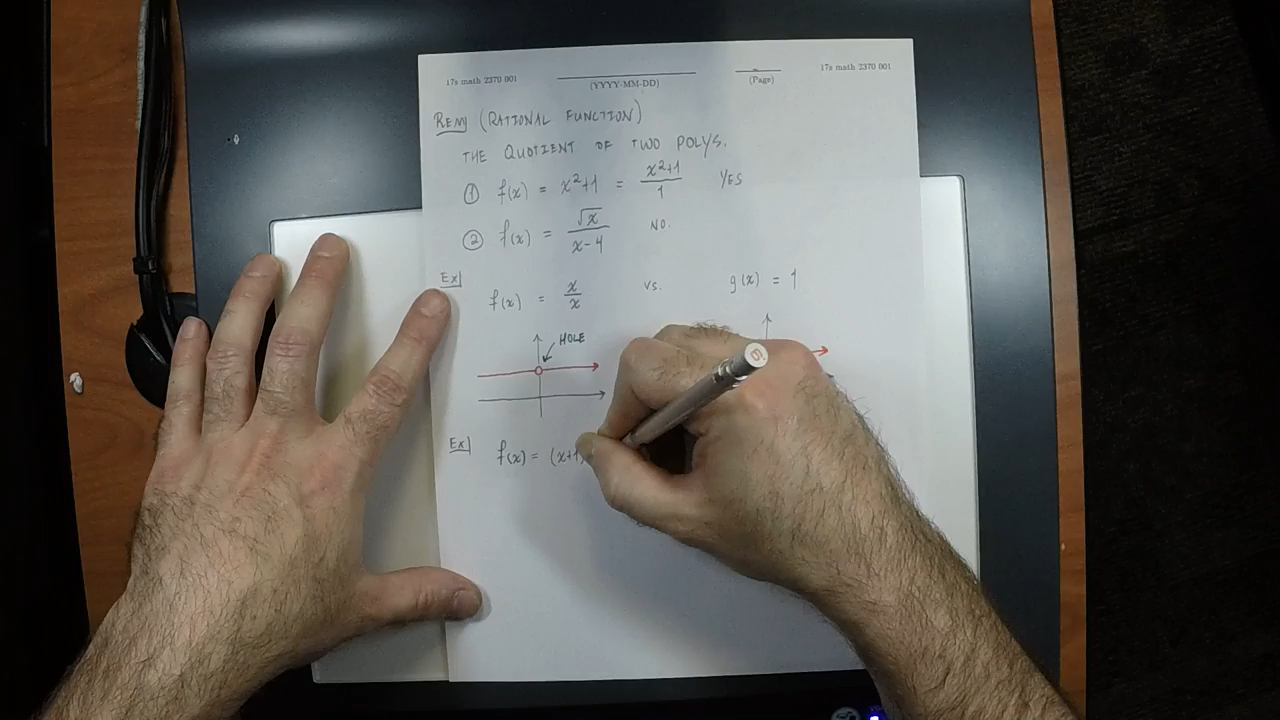 17s math 2370 001 (YYYY-MM-DD) (Page) 17s math 2370 001
REM (RATIONAL FUNCTION)
THE QUOTIENT OF TWO POLYS.
① f(x) = x²+1 = x²+1/1 YES
② f(x) = √x/x-4 NO.
Ex f(x) = x/x vs. g(x) = 1
HOLE
Ex f(x) = (x+1)
6